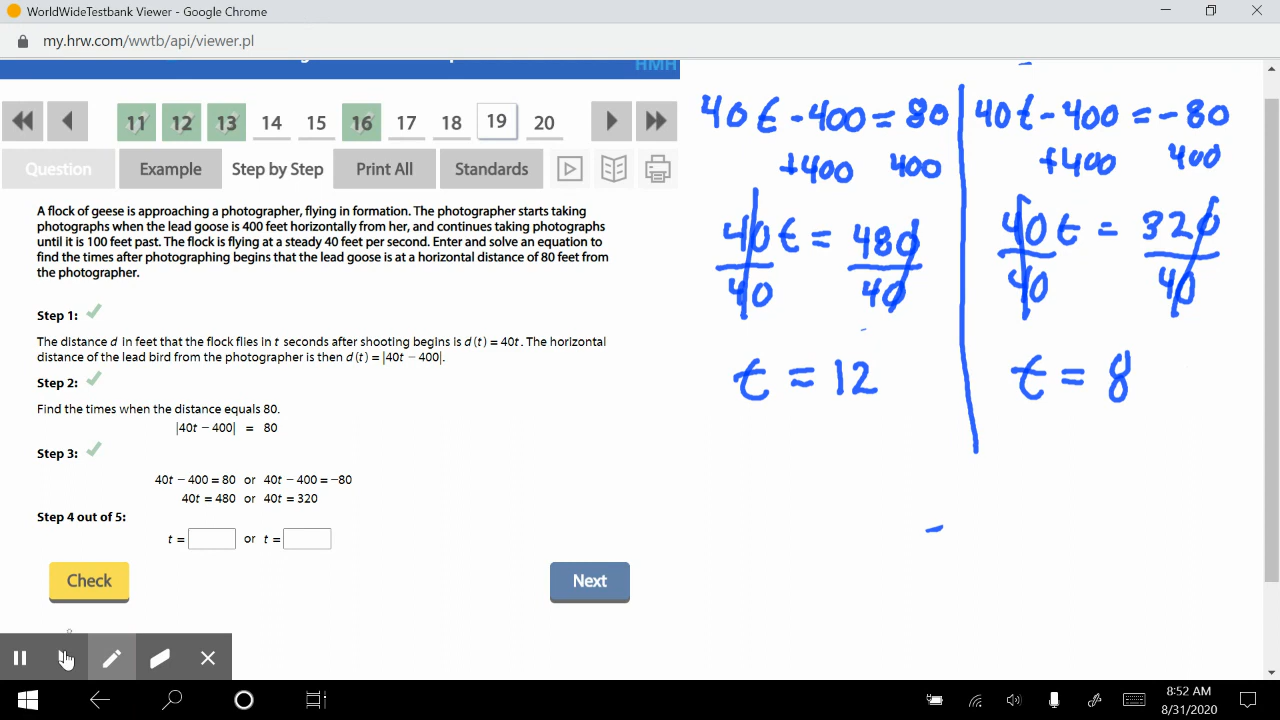 WorldWideTestbank Viewer - Google Chrome
my.hrw.com/wwtb/api/viewer.pl
HMH
11 12 13 14 15 16 17 18 19 20
Question Example Step by Step Print All Standards
A flock of geese is approaching a photographer, flying in formation. The photographer starts taking
photographs when the lead goose is 400 feet horizontally from her, and continues taking photographs
until it is 100 feet past. The flock is flying at a steady 40 feet per second. Enter and solve an equation to
find the times after photographing begins that the lead goose is at a horizontal distance of 80 feet from
the photographer.
Step 1:
The distance d in feet that the flock flies in t seconds after shooting begins is d (t) = 40t. The horizontal
distance of the lead bird from the photographer is then d (t) = |40t − 400|.
Step 2:
Find the times when the distance equals 80.
|40t − 400| = 80
Step 3:
40t − 400 = 80 or 40t − 400 = −80
40t = 480 or 40t = 320
Step 4 out of 5:
t = or t =
Check Next
40t - 400 = 80
+400 400
40t = 480
40 40
t = 12
40t - 400 = - 80
+400 400
40t = 320
40 40
t = 8
8:52 AM
8/31/2020